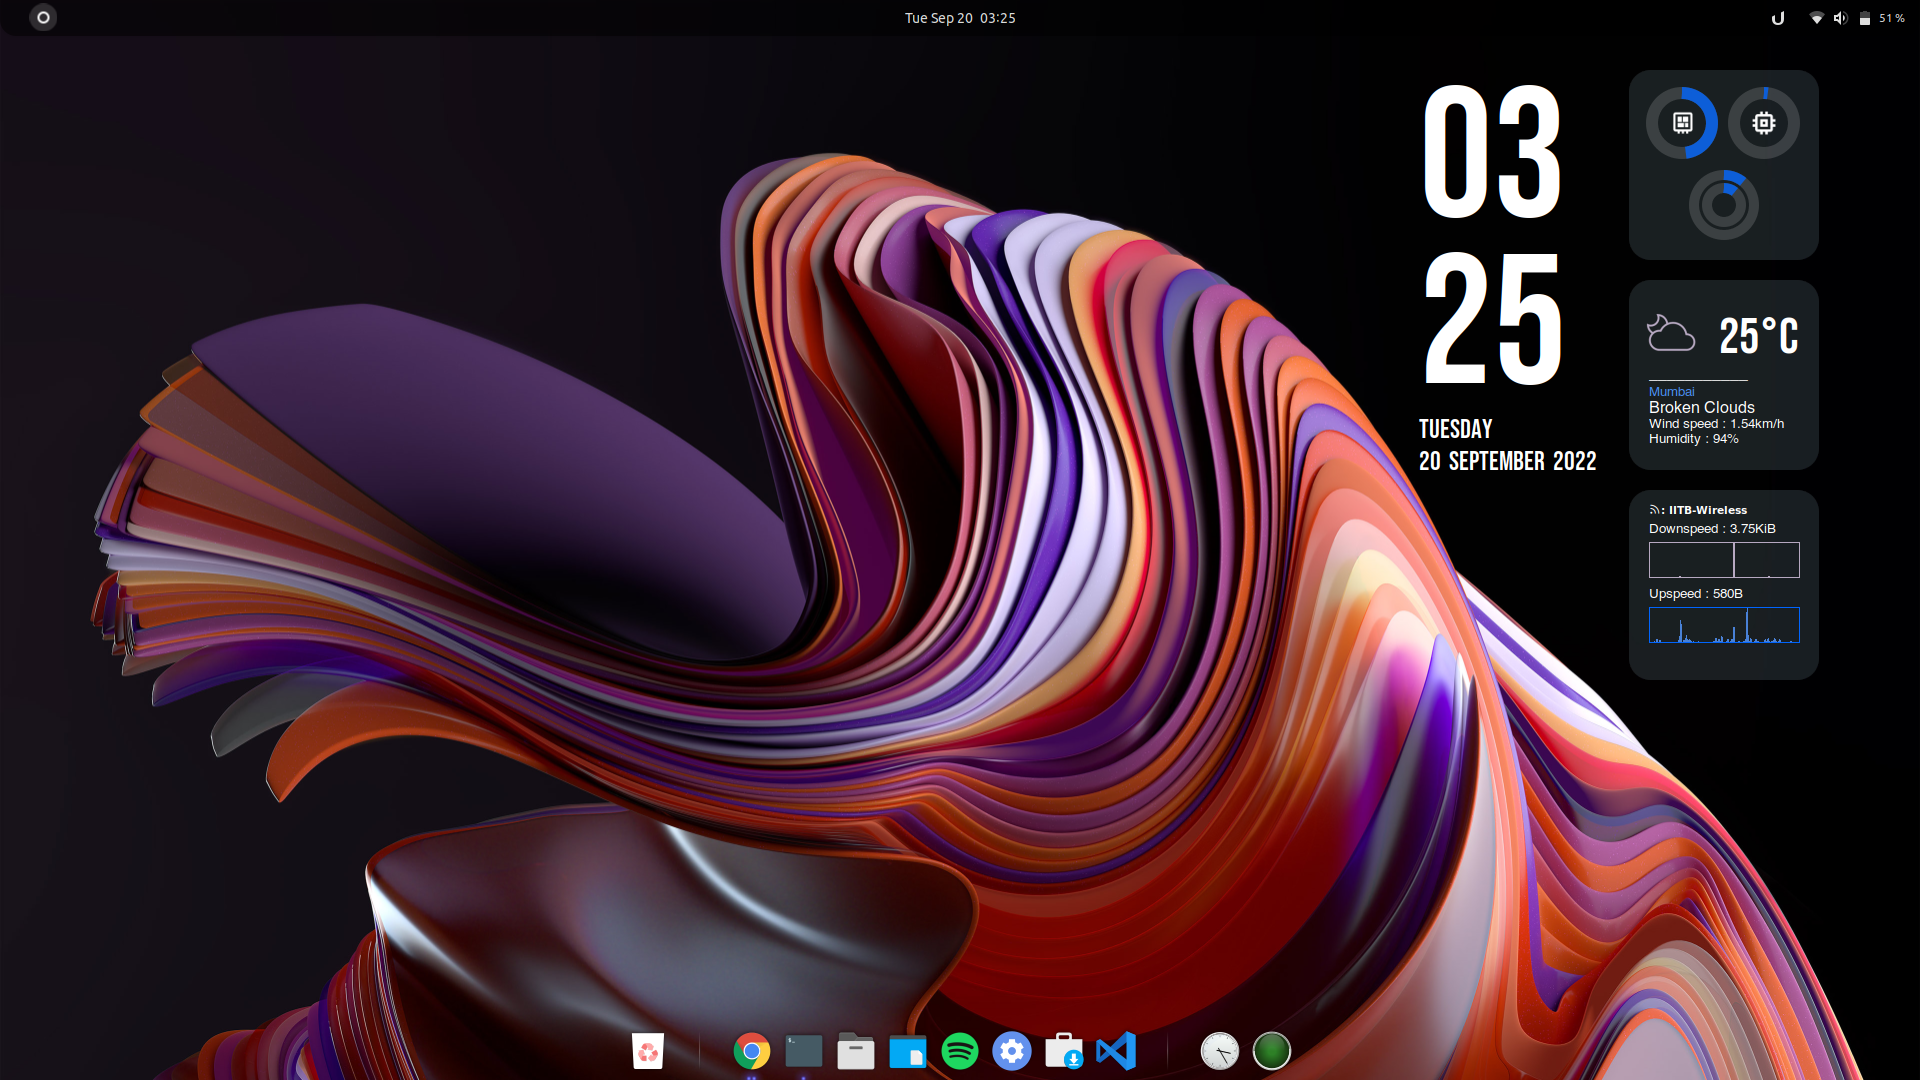 Tue Sep 20 03:25
51 %
03
25
TUESDAY
20 SEPTEMBER 2022
25°C
Mumbai
Broken Clouds
Wind speed : 1.54km/h
Humidity : 94%
: IITB-Wireless
Downspeed : 3.75KiB
Upspeed : 580B